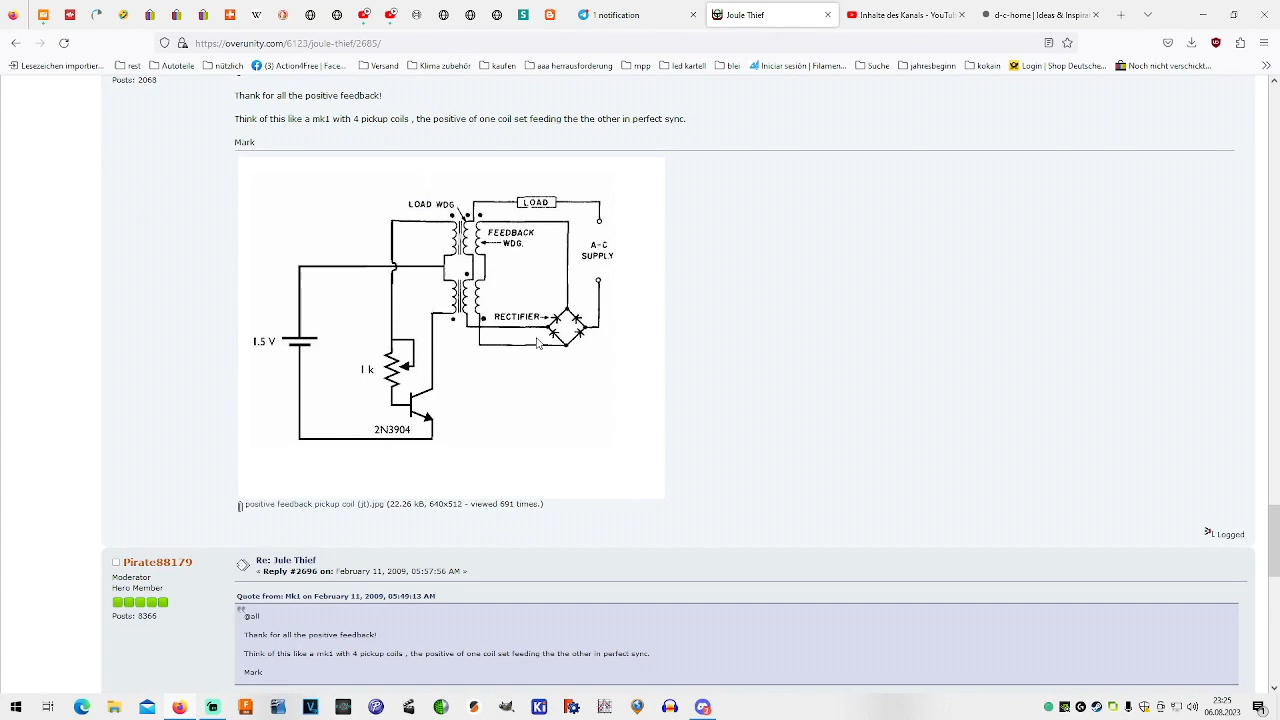 1 notification
Joule Thief
Inhalte des Kanals - YouTube
d-c-home | Ideas & Inspir
https://overunity.com/6123/joule-thief/2685/
Lesezeichen importier...
rest
Autoteile
nützlich
(3) Action4Free | Face...
Versand
Klima zubehör
kaufen
aaa herrausforderung
mpp
led kartell
blei
Iniciar sesión | Filamen...
Suche
jahresbeginn
kokain
Login | Shop Deutsche...
Noch nicht verschickt...
Posts: 2068
Thank for all the positive feedback!
Think of this like a mk1 with 4 pickup coils , the positive of one coil set feeding the the other in perfect sync.
Mark
LOAD WDG
LOAD
FEEDBACK
WDG.
A-C
SUPPLY
RECTIFIER
1.5 V
1 k
2N3904
positive feedback pickup coil (jt).jpg (22.26 kB, 640x512 - viewed 691 times.)
Logged
Pirate88179
Moderator
Hero Member
Posts: 8366
Re: Jule Thief
« Reply #2696 on: February 11, 2009, 05:57:56 AM »
Quote from: Mk1 on February 11, 2009, 05:49:13 AM
@all
Thank for all the positive feedback!
Think of this like a mk1 with 4 pickup coils , the positive of one coil set feeding the the other in perfect sync.
Mark
23:25
06.09.2023